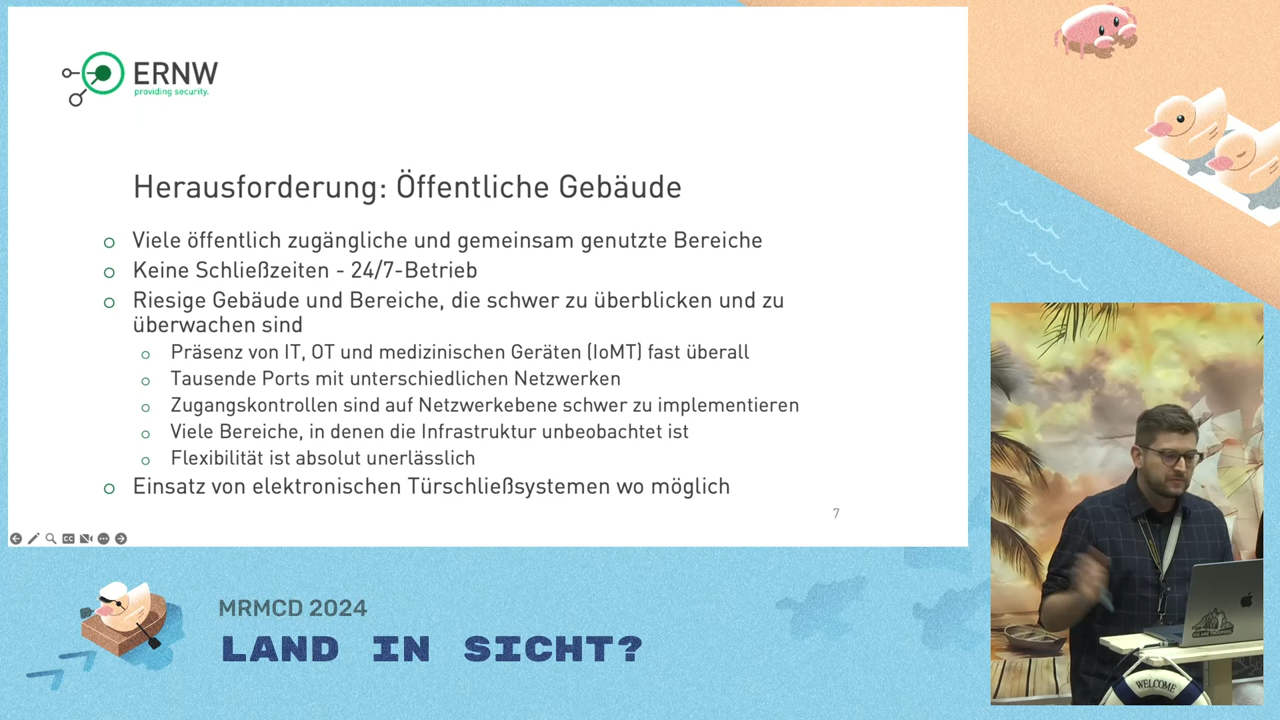 ERNW
providing security.
Herausforderung: Öffentliche Gebäude
Viele öffentlich zugängliche und gemeinsam genutzte Bereiche
Keine Schließzeiten - 24/7-Betrieb
Riesige Gebäude und Bereiche, die schwer zu überblicken und zu
überwachen sind
Präsenz von IT, OT und medizinischen Geräten (IoMT) fast überall
Tausende Ports mit unterschiedlichen Netzwerken
Zugangskontrollen sind auf Netzwerkebene schwer zu implementieren
Viele Bereiche, in denen die Infrastruktur unbeobachtet ist
Flexibilität ist absolut unerlässlich
Einsatz von elektronischen Türschließsystemen wo möglich
7
CC
MRMCD 2024
LAND IN SICHT?
WELCOME